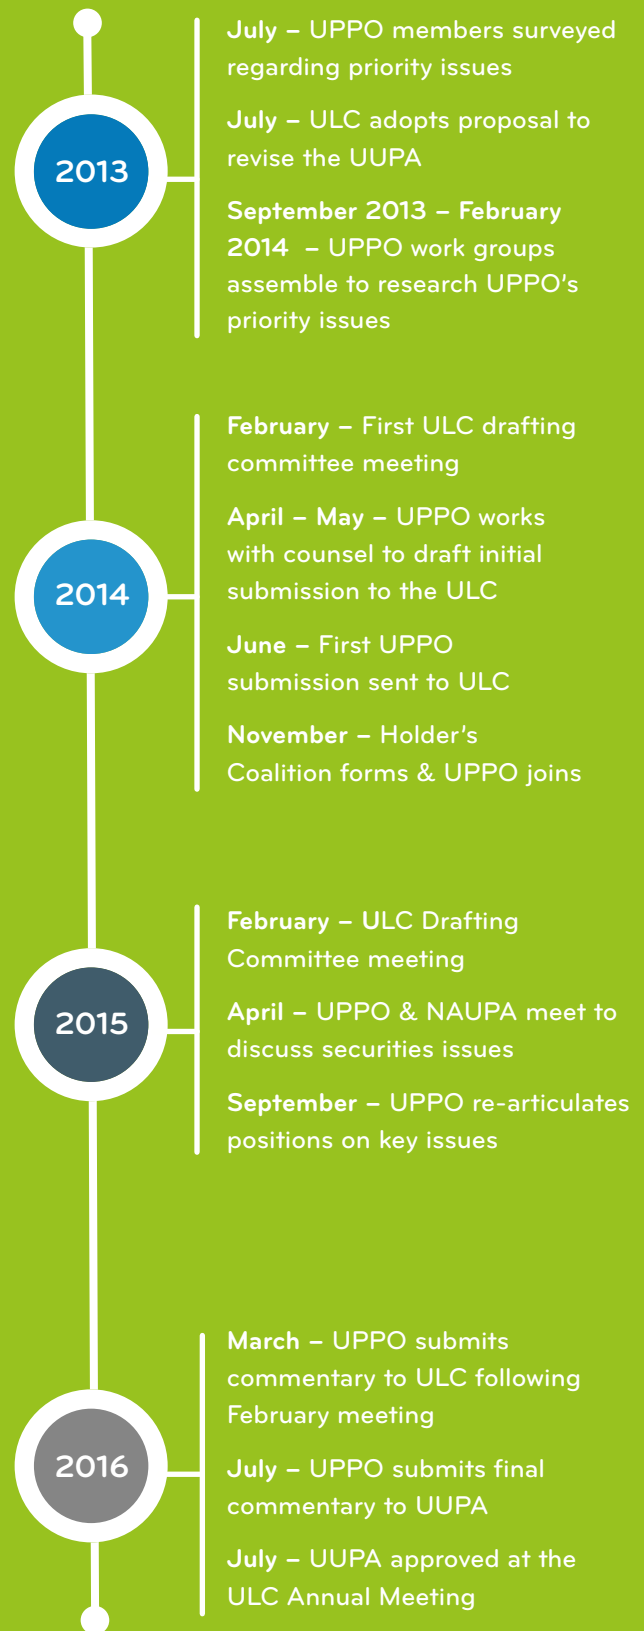 2013
July – UPPO members surveyed
regarding priority issues
July – ULC adopts proposal to
revise the UUPA
September 2013 – February
2014 – UPPO work groups
assemble to research UPPO's
priority issues
2014
February – First ULC drafting
committee meeting
April – May – UPPO works
with counsel to draft initial
submission to the ULC
June – First UPPO
submission sent to ULC
November – Holder's
Coalition forms & UPPO joins
2015
February – ULC Drafting
Committee meeting
April – UPPO & NAUPA meet to
discuss securities issues
September – UPPO re-articulates
positions on key issues
2016
March – UPPO submits
commentary to ULC following
February meeting
July – UPPO submits final
commentary to UUPA
July – UUPA approved at the
ULC Annual Meeting